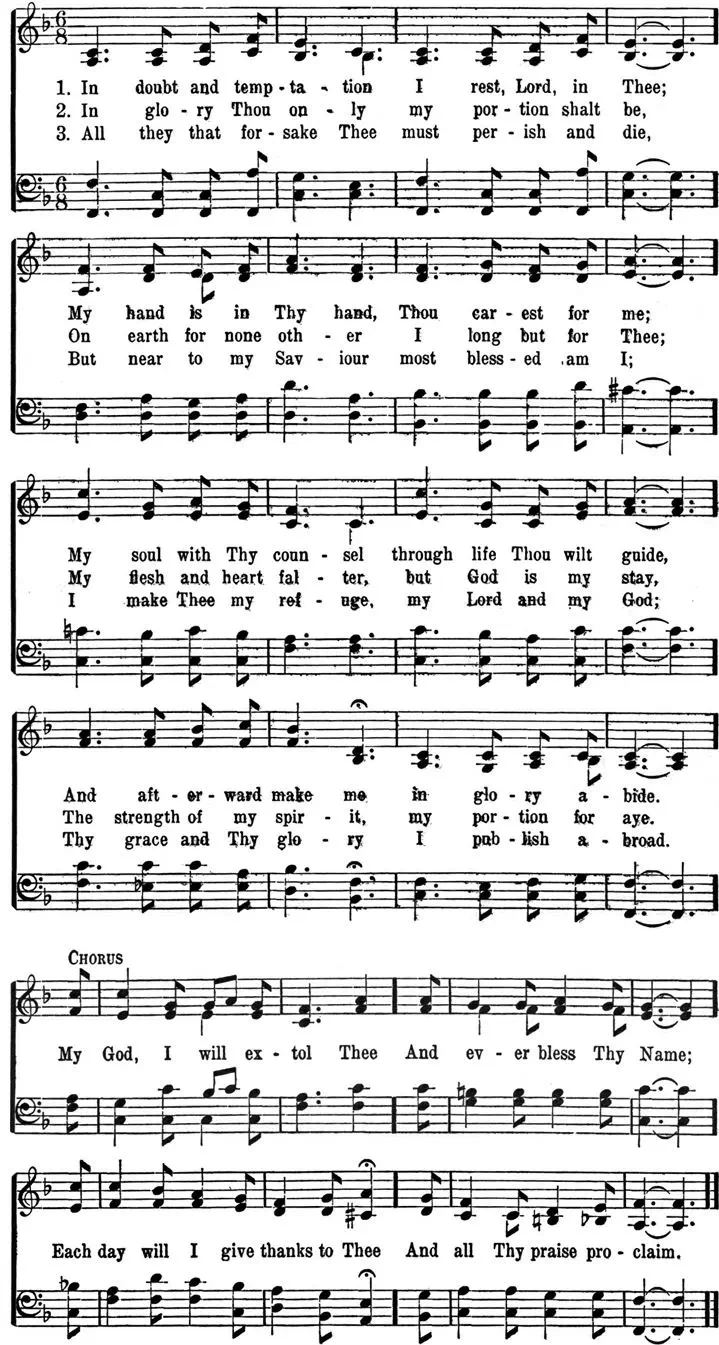 1. In doubt and temp-ta-tion I rest, Lord, in Thee;
2. In glo-ry Thou on-ly my por-tion shalt be,
3. All they that for-sake Thee must per-ish and die,
My hand is in Thy hand, Thou car-est for me;
On earth for none oth-er I long but for Thee;
But near to my Sav-iour most bless-ed am I;
My soul with Thy coun-sel through life Thou wilt guide,
My flesh and heart fal-ter, but God is my stay,
I make Thee my ref-uge, my Lord and my God;
And aft-er-ward make me in glo-ry a-bide.
The strength of my spir-it, my por-tion for aye.
Thy grace and Thy glo-ry I pub-lish a-broad.
CHORUS
My God, I will ex-tol Thee And ev-er bless Thy Name;
Each day will I give thanks to Thee And all Thy praise pro-claim.